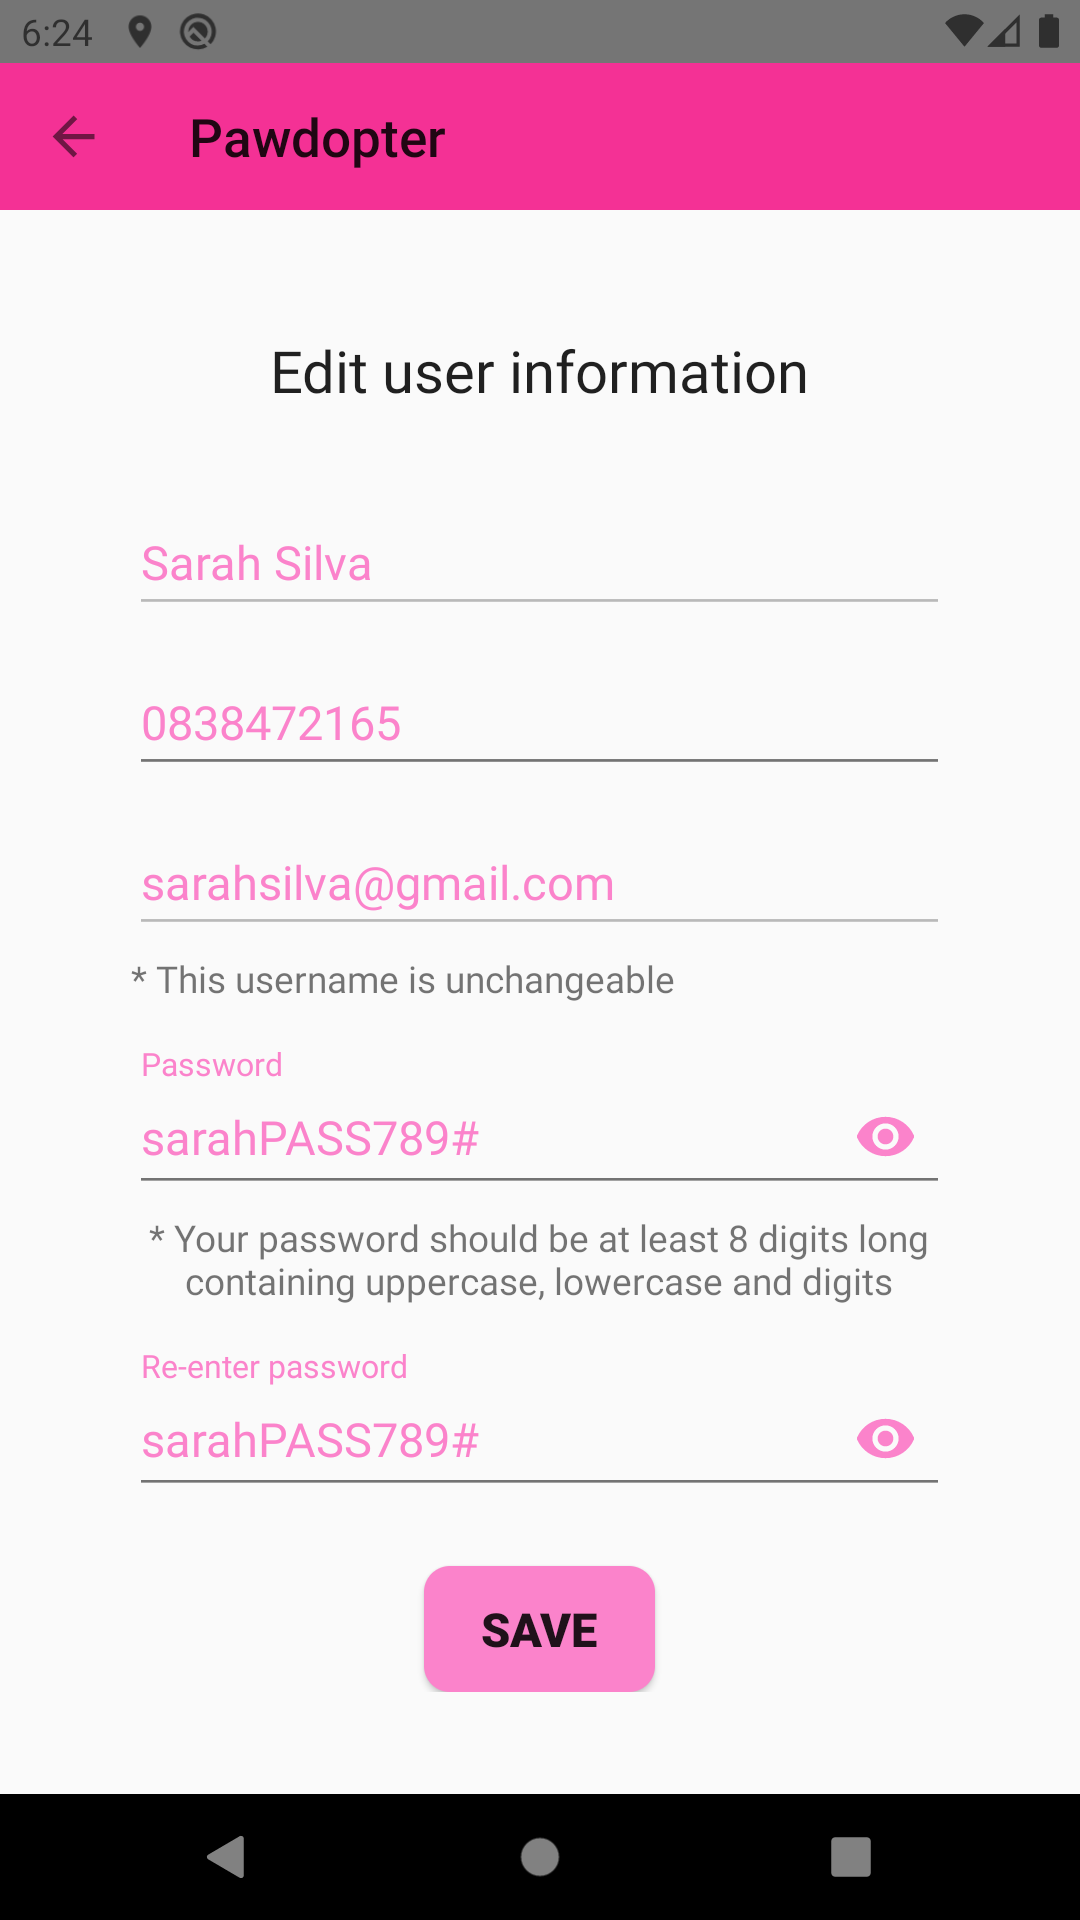 6:24
Pawdopter
Edit user information
Sarah Silva
0838472165
sarahsilva@gmail.com
* This username is unchangeable
Password
sarahPASS789#
* Your password should be at least 8 digits long
containing uppercase, lowercase and digits
Re-enter password
sarahPASS789#
SAVE